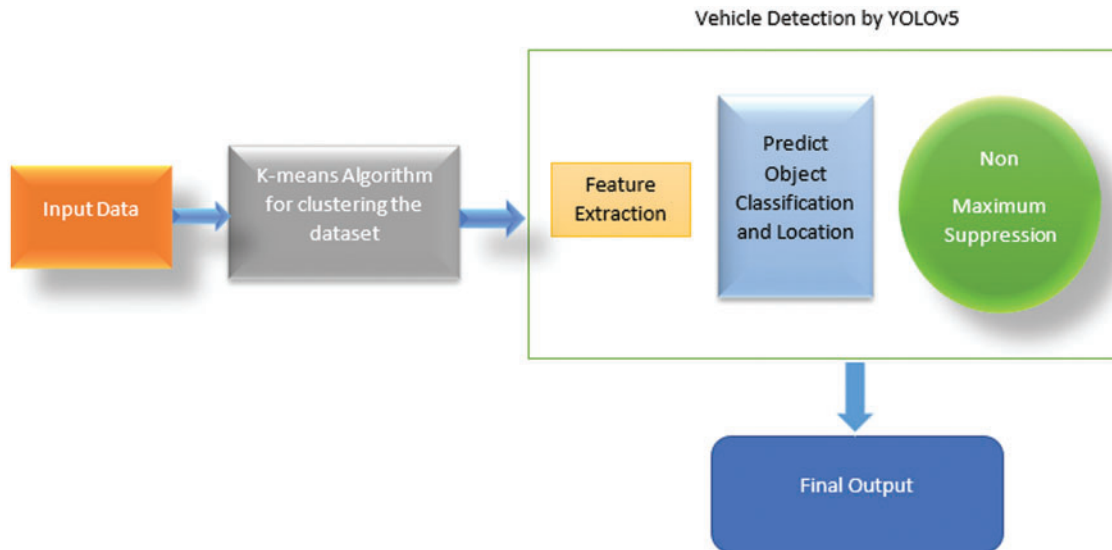 Vehicle Detection by YOLOv5
Input Data
K-means Algorithm
for clustering the
dataset
Feature
Extraction
Predict
Object
Classification
and Location
Non
Maximum
Suppression
Final Output